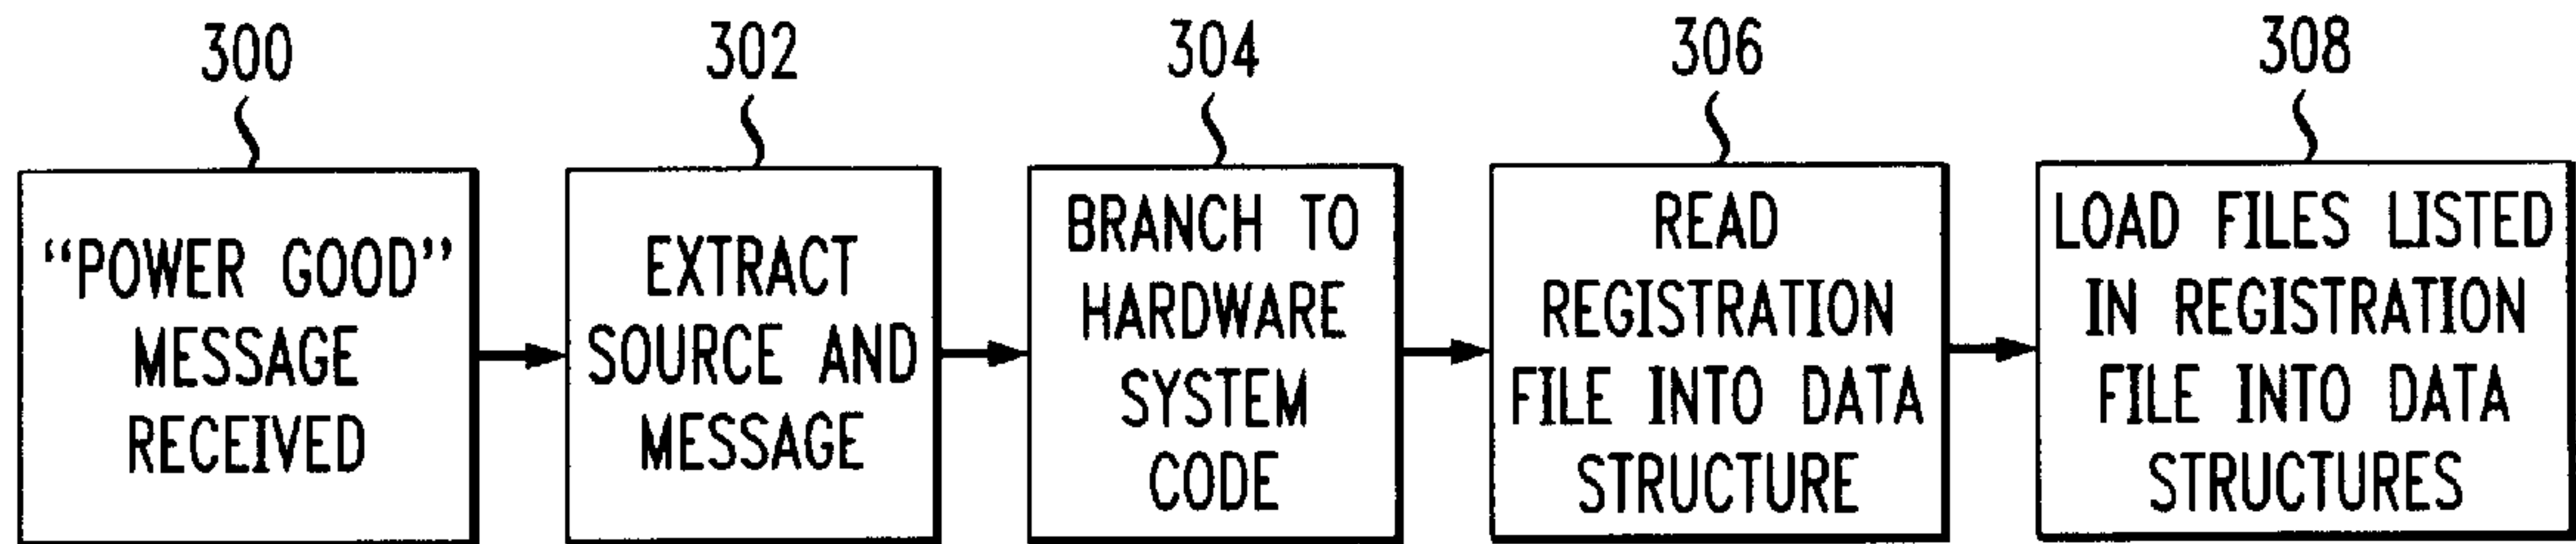 300
302
304
306
308
“POWER GOOD”
MESSAGE
RECEIVED
EXTRACT
SOURCE AND
MESSAGE
BRANCH TO
HARDWARE
SYSTEM
CODE
READ
REGISTRATION
FILE INTO DATA
STRUCTURE
LOAD FILES LISTED
IN REGISTRATION
FILE INTO DATA
STRUCTURES